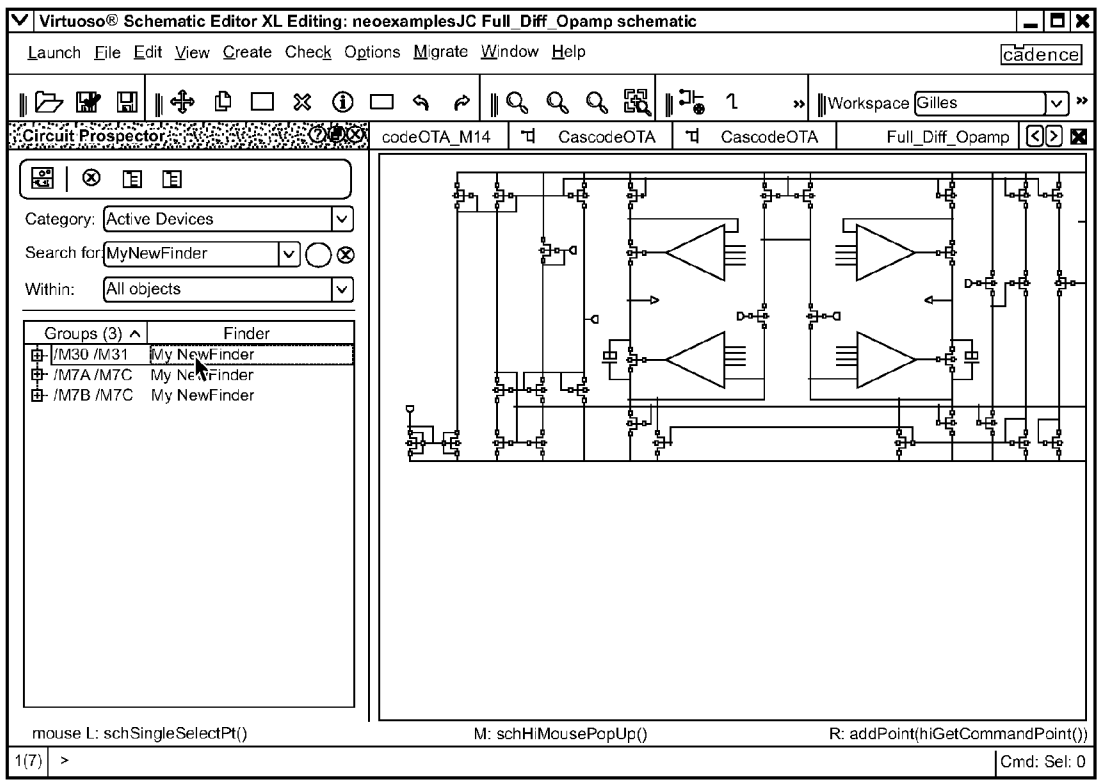 Virtuoso® Schematic Editor XL Editing: neoexamplesJC Full_Diff_Opamp schematic
Launch File Edit View Create Check Options Migrate Window Help
cādence
Workspace Gilles
Circuit Prospector
codeOTA_M14 CascodeOTA CascodeOTA Full_Diff_Opamp
Category: Active Devices
Search for: MyNewFinder
Within: All objects
Groups (3) Finder
/M30 /M31 My NewFinder
/M7A /M7C My NewFinder
/M7B /M7C My NewFinder
mouse L: schSingleSelectPt() M: schHiMousePopUp() R: addPoint(hiGetCommandPoint())
1(7) > Cmd: Sel: 0